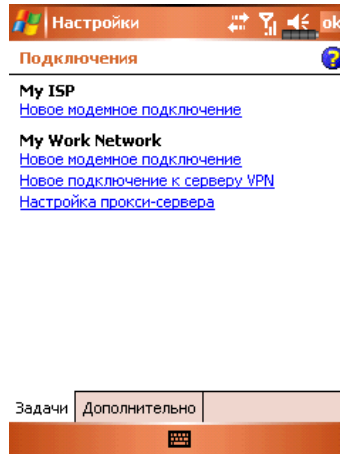 Настройки
ok
Подключения
?
My ISP
Новое модемное подключение
My Work Network
Новое модемное подключение
Новое подключение к серверу VPN
Настройка прокси-сервера
Задачи Дополнительно